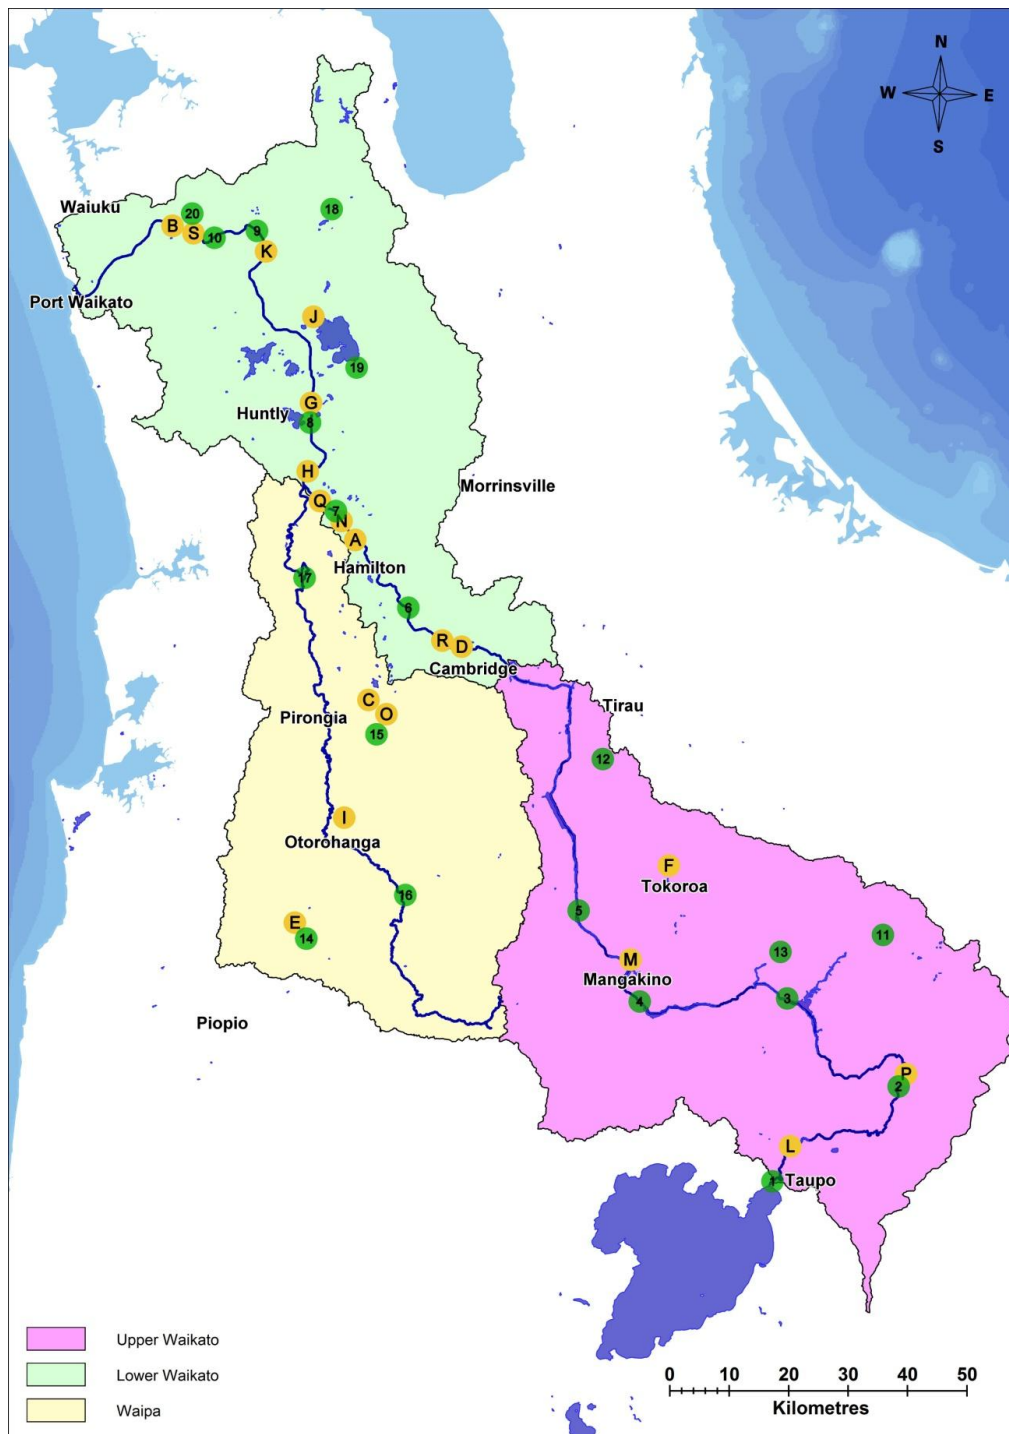 N
W E
S
18
Waiuku
20
B
S
10
9
K
Port Waikato
J
19
G
Huntly
8
H
Morrinsville
Q
7
N
A
Hamilton
17
6
R
D
Cambridge
C
O
Tirau
Pirongia
15
12
I
Otorohanga
F
Tokoroa
16
5
E
14
11
13
M
Mangakino
4
3
Piopio
P
2
L
1
Taupo
Upper Waikato
Lower Waikato
Waipa
0 10 20 30 40 50
Kilometres